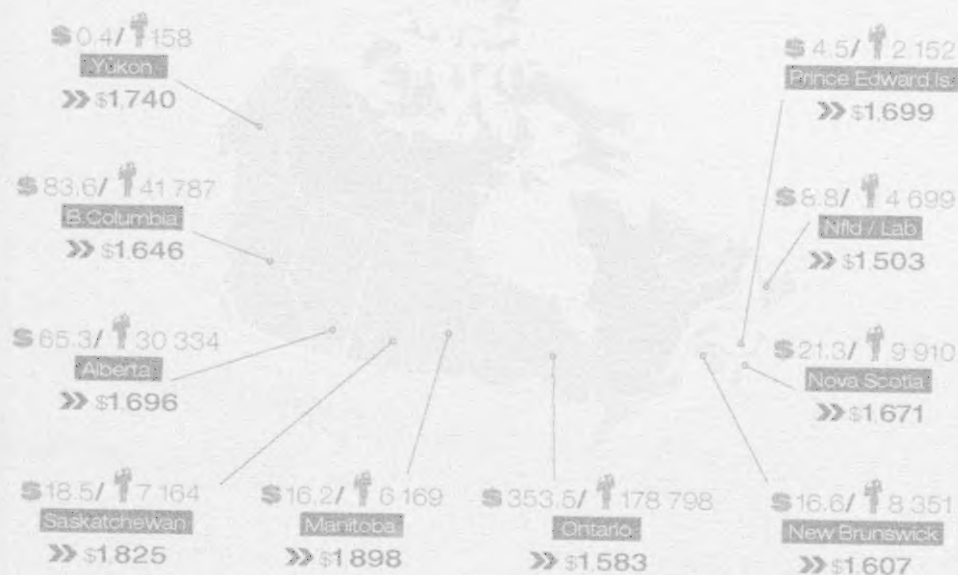 $ 0.4/ 158
Yukon
>> $1.740
$ 83.6/ 41 787
B.Columbia
>> $1.646
$ 65.3/ 30 334
Alberta
>> $1.696
$ 18.5/ 7 164
Saskatchewan
>> $1.825
$ 16.2/ 6 169
Manitoba
>> $1.898
$ 353.5/ 178 798
Ontario
>> $1.583
$ 4.5/ 2 152
Prince Edward Is.
>> $1.699
$ 8.8/ 4 699
Nfld / Lab
>> $1.503
$ 21.3/ 9 910
Nova Scotia
>> $1.671
$ 16.6/ 8 351
New Brunswick
>> $1.607